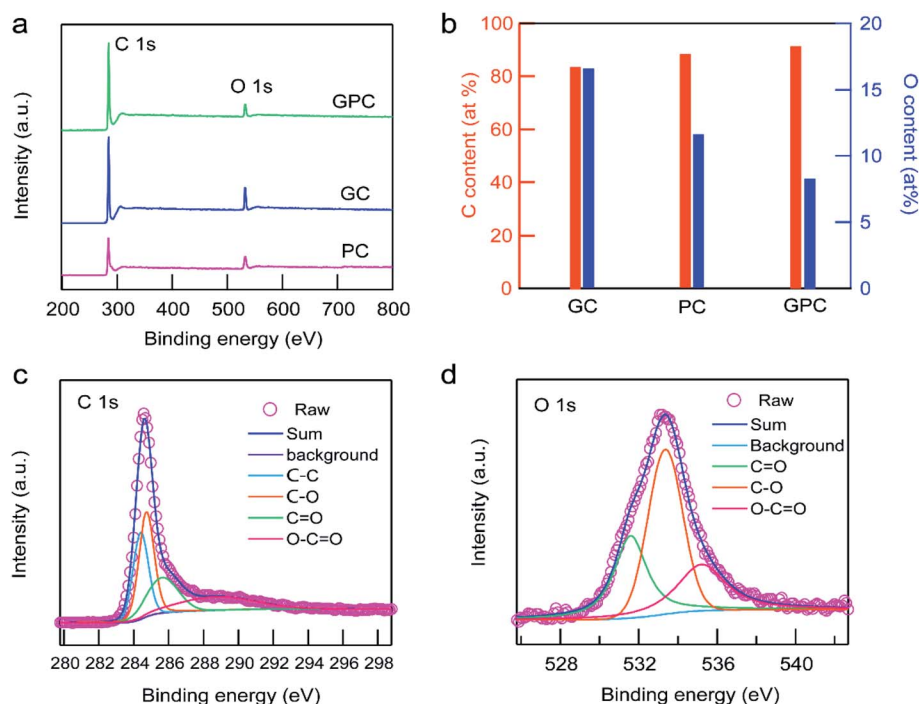 a
C 1s
O 1s
GPC
GC
PC
Intensity (a.u.)
200 300 400 500 600 700 800
Binding energy (eV)
b
100
80
60
40
20
0
C content (at %)
20
15
10
5
0
O content (at%)
GC PC GPC
c
C 1s
Raw
Sum
background
C-C
C-O
C=O
O-C=O
Intensity (a.u.)
280 282 284 286 288 290 292 294 296 298
Binding energy (eV)
d
O 1s
Raw
Sum
Background
C=O
C-O
O-C=O
Intensity (a.u.)
528 532 536 540
Binding energy (eV)